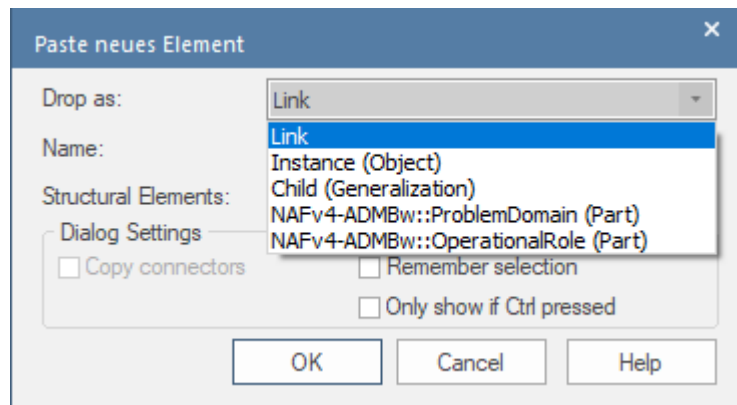 Paste neues Element
Drop as:
Link
Name:
Link
Instance (Object)
Structural Elements:
Child (Generalization)
NAFv4-ADMBw::ProblemDomain (Part)
Dialog Settings
NAFv4-ADMBw::OperationalRole (Part)
Copy connectors
Remember selection
Only show if Ctrl pressed
OK
Cancel
Help